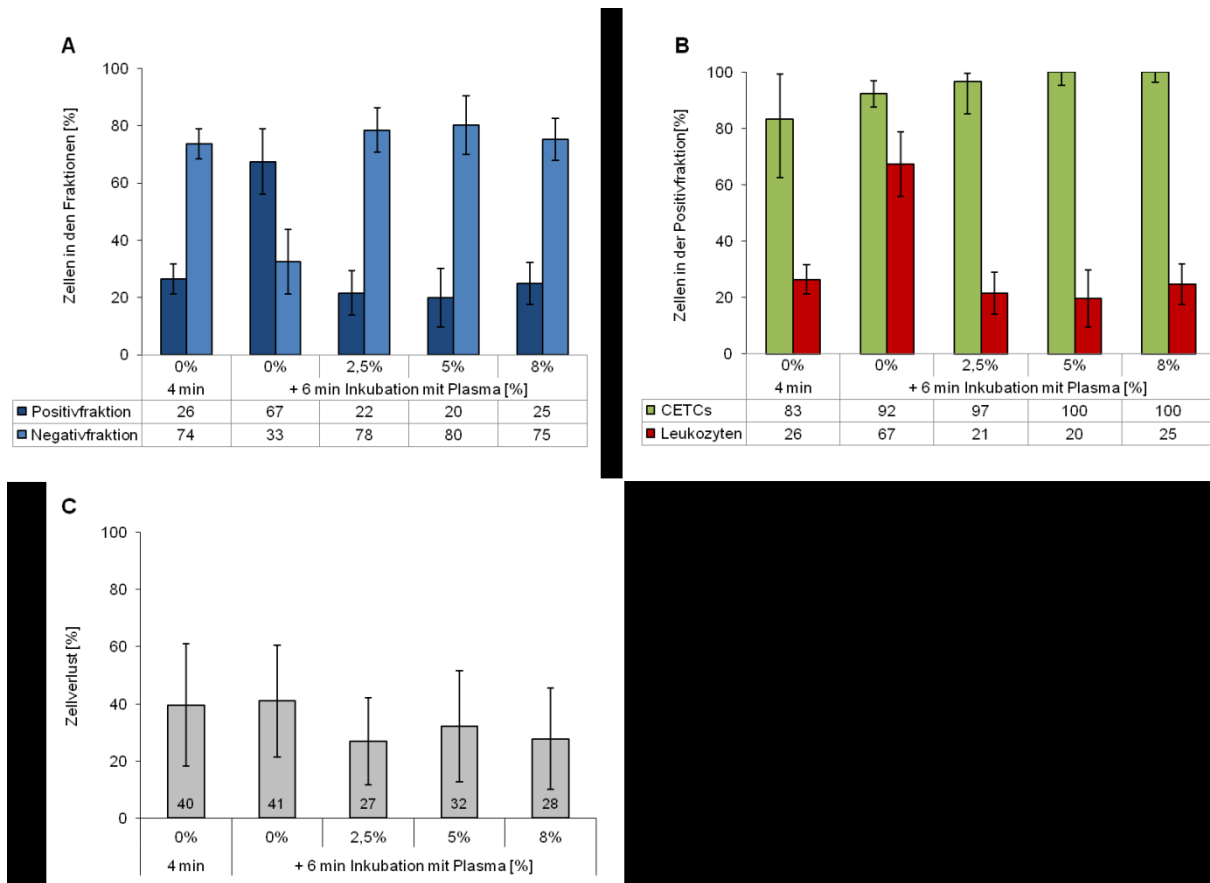 A
Zellen in den Fraktionen [%]
100
80
60
40
20
0
0% 0% 2,5% 5% 8%
4 min + 6 min Inkubation mit Plasma [%]
Positivfraktion 26 67 22 20 25
Negativfraktion 74 33 78 80 75
B
Zellen in der Positivfraktion[%]
100
80
60
40
20
0
0% 0% 2,5% 5% 8%
4 min + 6 min Inkubation mit Plasma [%]
CETCs 83 92 97 100 100
Leukozyten 26 67 21 20 25
C
Zellverlust [%]
100
80
60
40
20
0
40 41 27 32 28
0% 0% 2,5% 5% 8%
4 min + 6 min Inkubation mit Plasma [%]